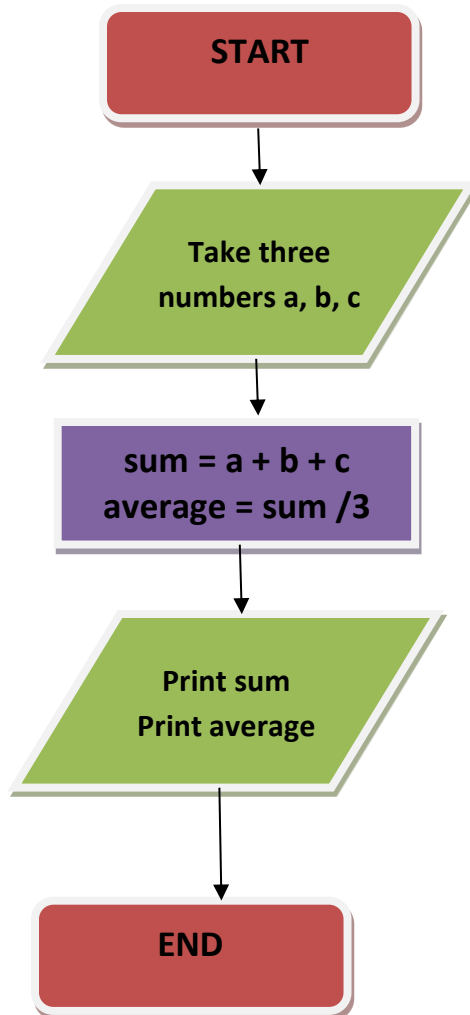 START
Take three
numbers a, b, c
sum = a + b + c
average = sum /3
Print sum
Print average
END